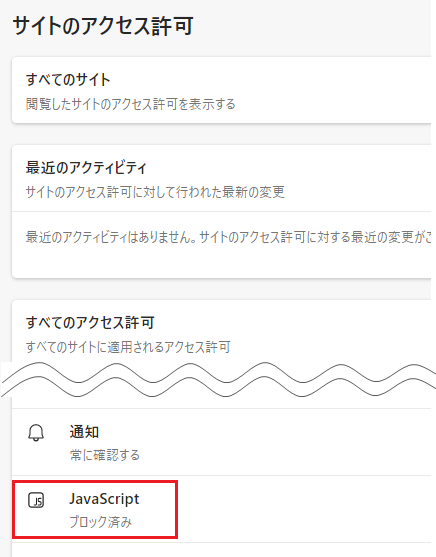 サイトのアクセス許可
すべてのサイト
閲覧したサイトのアクセス許可を表示する
最近のアクティビティ
サイトのアクセス許可に対して行われた最新の変更
最近のアクティビティはありません。サイトのアクセス許可に対する最近の変更がこ
すべてのアクセス許可
すべてのサイトに適用されるアクセス許可
通知
常に確認する
JS
JavaScript
ブロック済み